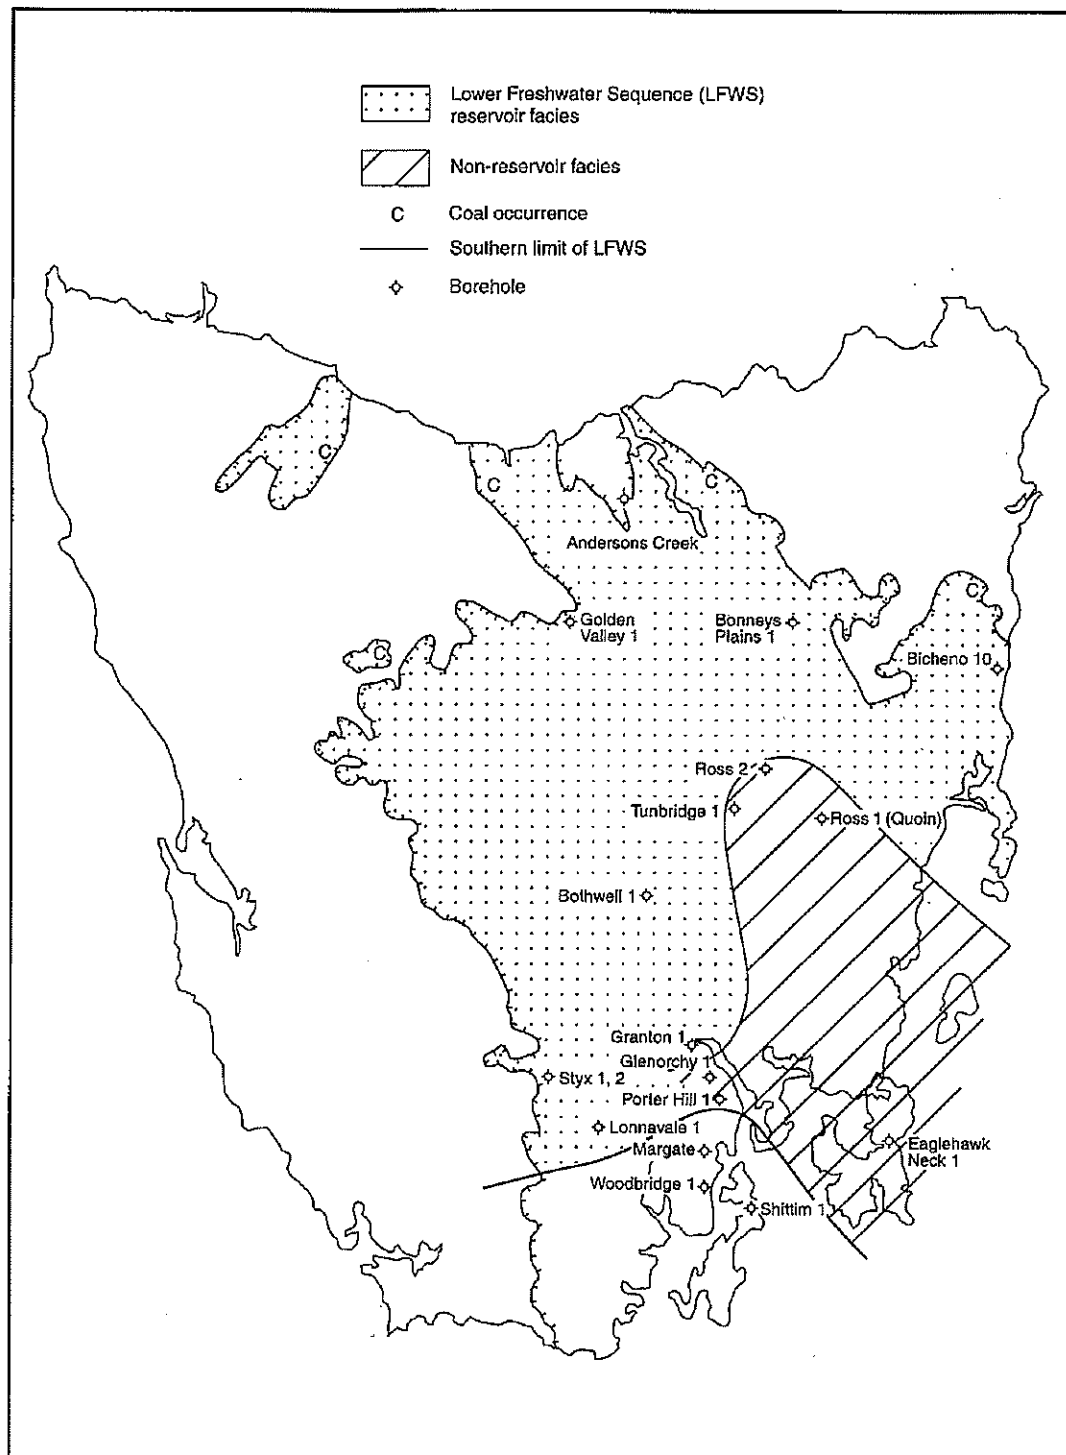 Lower Freshwater Sequence (LFWS)
reservoir facies
Non-reservoir facies
C
Coal occurrence
Southern limit of LFWS
Borehole
C
C
C
Andersons Creek
C
Golden
Valley 1
Bonneys
Plains 1
C
Bicheno 10
Ross 2
Tunbridge 1
Ross 1 (Quoin)
Bothwell 1
Granton 1
Glenorchy 1
Styx 1, 2
Porter Hill 1
Lonnavale 1
Margate
Eaglehawk
Neck 1
Woodbridge 1
Shittim 1